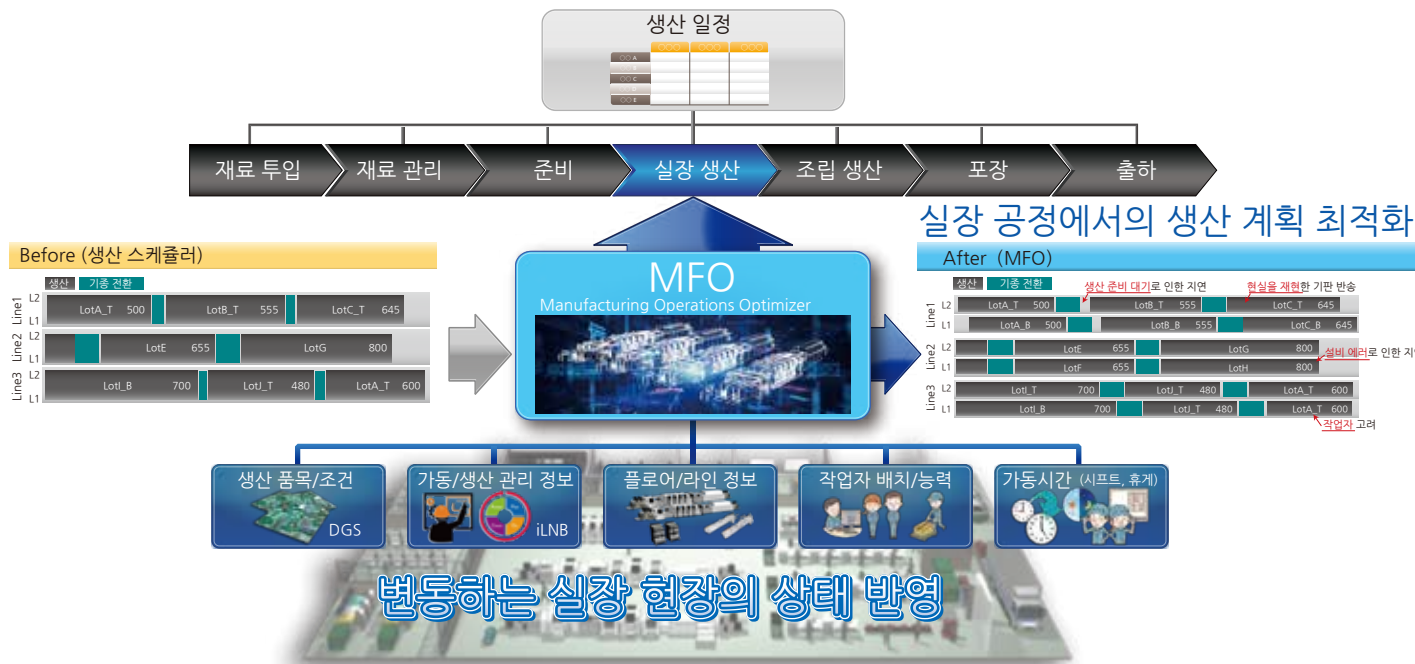 생산 일정
○○○ ○○○ ○○○
○○ A
○○ C
○○ E
재료 투입
재료 관리
준비
실장 생산
조립 생산
포장
출하
실장 공정에서의 생산 계획 최적화
Before (생산 스케쥴러)
생산 기종 전환
Line1
L2
L1
LotA_T 500 LotB_T 555 LotC_T 645
Line2
L2
L1
LotE 655 LotG 800
Line3
L2
L1
LotI_B 700 LotJ_T 480 LotA_T 600
MFO
Manufacturing Operations Optimizer
After (MFO)
생산 기종 전환
생산 준비 대기로 인한 지연
현실을 재현한 기판 반송
Line1
L2 LotA_T 500 LotB_T 555 LotC_T 645
L1 LotA_B 500 LotB_B 555 LotC_B 645
Line2
L2 LotE 655 LotG 800
L1 LotF 655 LotH 800
설비 에러로 인한 지
Line3
L2 LotI_T 700 LotJ_T 480 LotA_T 600
L1 LotI_B 700 LotJ_T 480 LotA_T 600
작업자 고려
생산 품목/조건
DGS
가동/생산 관리 정보
iLNB
플로어/라인 정보
작업자 배치/능력
가동시간 (시프트, 휴게)
변동하는 실장 현장의 상태 반영